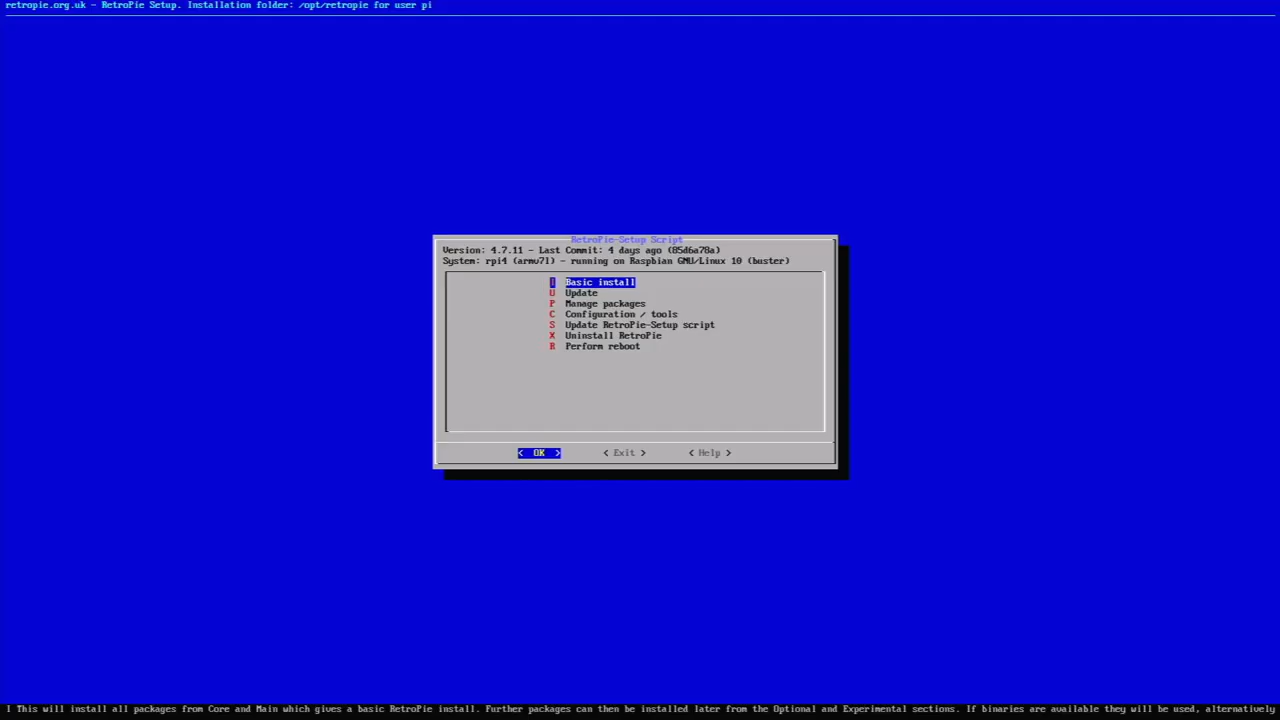 retropie.org.uk - RetroPie Setup. Installation folder: /opt/retropie for user pi
RetroPie-Setup Script
Version: 4.7.11 - Last Commit: 4 days ago (85d6a78a)
System: rpi4 (armv7l) - running on Raspbian GNU/Linux 10 (buster)
I Basic install
U Update
P Manage packages
C Configuration / tools
S Update RetroPie-Setup script
X Uninstall RetroPie
R Perform reboot
< OK > < Exit > < Help >
I This will install all packages from Core and Main which gives a basic RetroPie install. Further packages can then be installed later from the Optional and Experimental sections. If binaries are available they will be used, alternatively